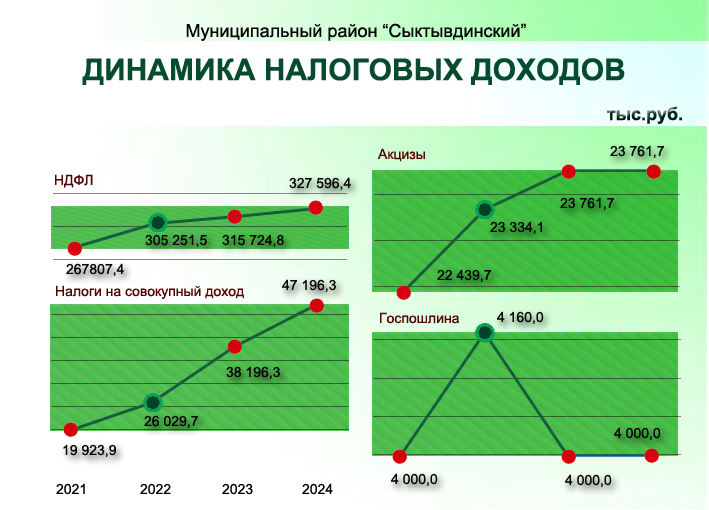 Муниципальный район “Сыктывдинский”
ДИНАМИКА НАЛОГОВЫХ ДОХОДОВ
тыс.руб.
НДФЛ
327 596,4
305 251,5
315 724,8
267807,4
Налоги на совокупный доход
47 196,3
38 196,3
26 029,7
19 923,9
2021
2022
2023
2024
Акцизы
23 761,7
23 761,7
23 334,1
22 439,7
Госпошлина
4 160,0
4 000,0
4 000,0
4 000,0